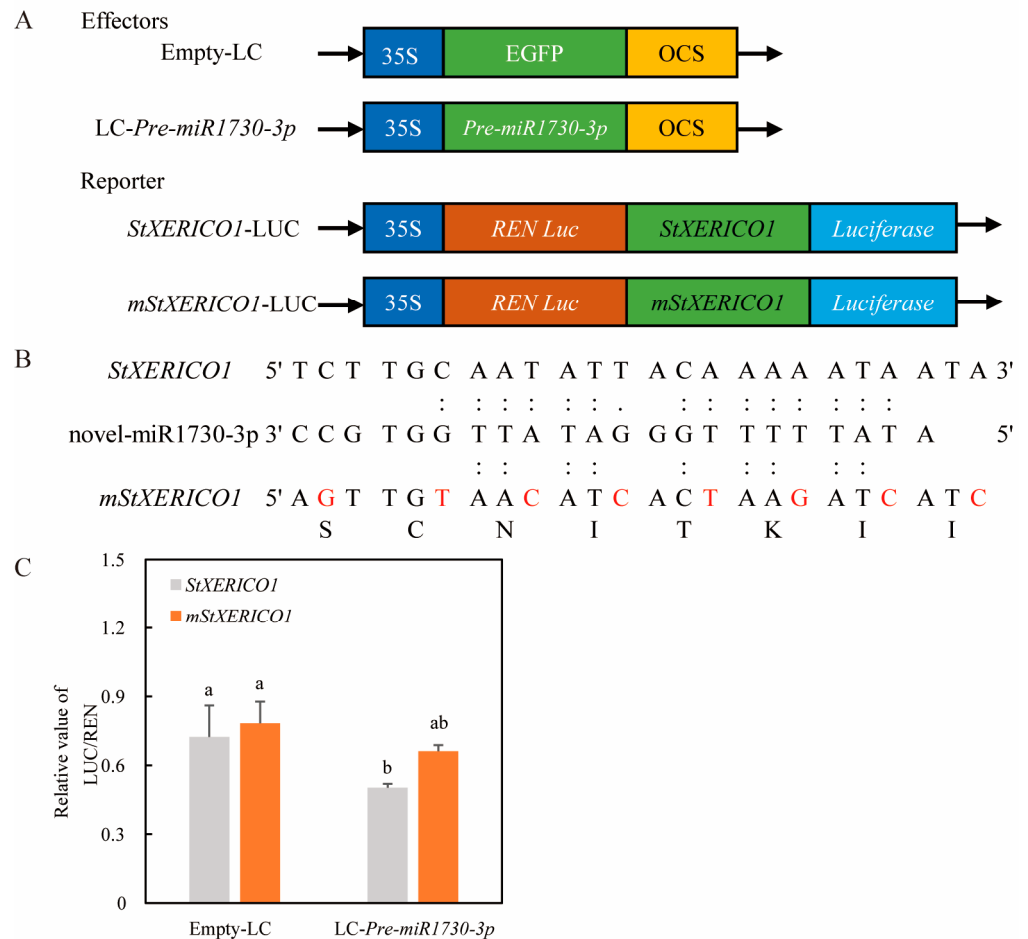 A Effectors
Empty-LC 35S EGFP OCS
LC-Pre-miR1730-3p 35S Pre-miR1730-3p OCS
Reporter
StXERICO1-LUC 35S REN Luc StXERICO1 Luciferase
mStXERICO1-LUC 35S REN Luc mStXERICO1 Luciferase
B
StXERICO1 5' T C T T G C A A T A T T A C A A A A T A A T A 3'
: : : : : . : : : : : : :
novel-miR1730-3p 3' C C G T G G T T A T A G G G T T T T T A T A 5'
: : : : : : : :
mStXERICO1 5' A G T T G T A A C A T C A C T A A G A T C A T C
S C N I T K I I
C
1.5
StXERICO1
mStXERICO1
1.2
0.9
a a ab
b
0.6
0.3
0
Relative value of
LUC/REN
Empty-LC LC-Pre-miR1730-3p